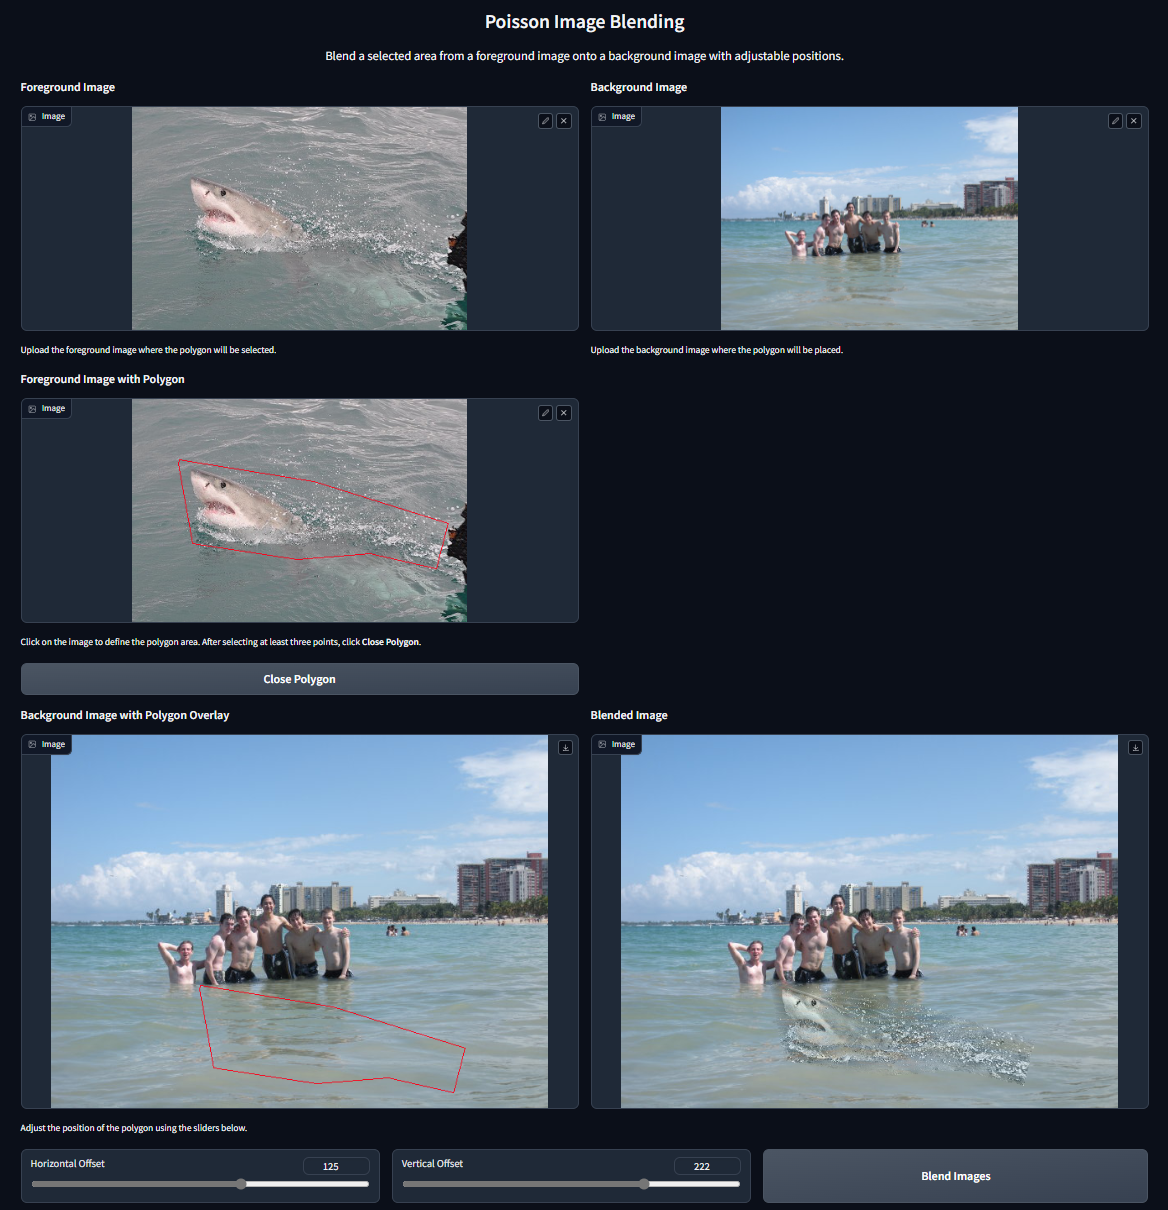 Poisson Image Blending
Blend a selected area from a foreground image onto a background image with adjustable positions.
Foreground Image
Background Image
Image
Image
Upload the foreground image where the polygon will be selected.
Upload the background image where the polygon will be placed.
Foreground Image with Polygon
Image
Click on the image to define the polygon area. After selecting at least three points, click Close Polygon.
Close Polygon
Background Image with Polygon Overlay
Blended Image
Image
Image
Adjust the position of the polygon using the sliders below.
Horizontal Offset
125
Vertical Offset
222
Blend Images